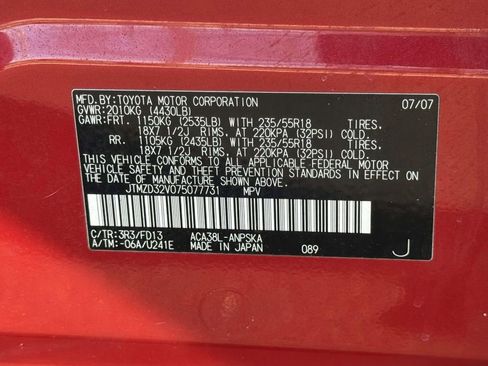 MFD.BY:TOYOTA MOTOR CORPORATION 07/07
GVWR:2010KG (4430LB)
GAWR:FRT. 1150KG (2535LB) WITH 235/55R18 TIRES.
18X7 1/2J RIMS. AT 220KPA (32PSI) COLD.
RR. 1105KG (2435LB) WITH 235/55R18 TIRES.
18X7 1/2J RIMS. AT 220KPA (32PSI) COLD.
THIS VEHICLE CONFORMS TO ALL APPLICABLE FEDERAL MOTOR
VEHICLE SAFETY STANDARDS IN EFFECT ON THE DATE OF
MANUFACTURE SHOWN ABOVE.
JTMZD32V075077731 MPV
C/TR:3R3/FD13 ACA38L-ANPSKA
A/TM:-06A/U241E MADE IN JAPAN 089 J